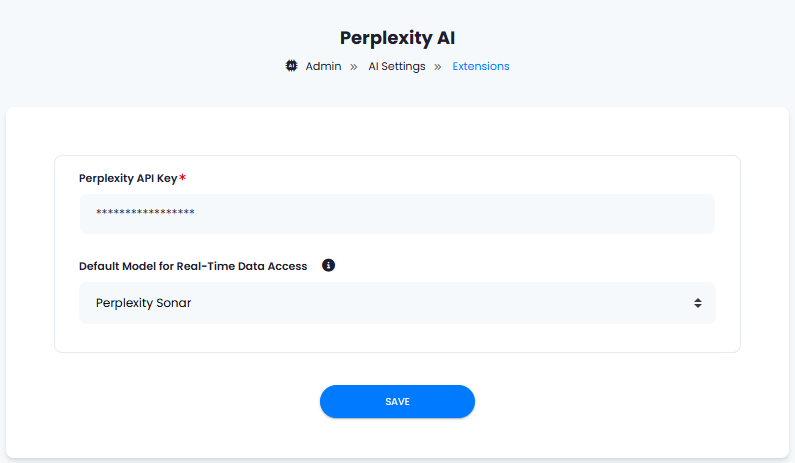 Perplexity AI
AI Admin » AI Settings » Extensions
Perplexity API Key*
*****************
Default Model for Real-Time Data Access i
Perplexity Sonar
SAVE